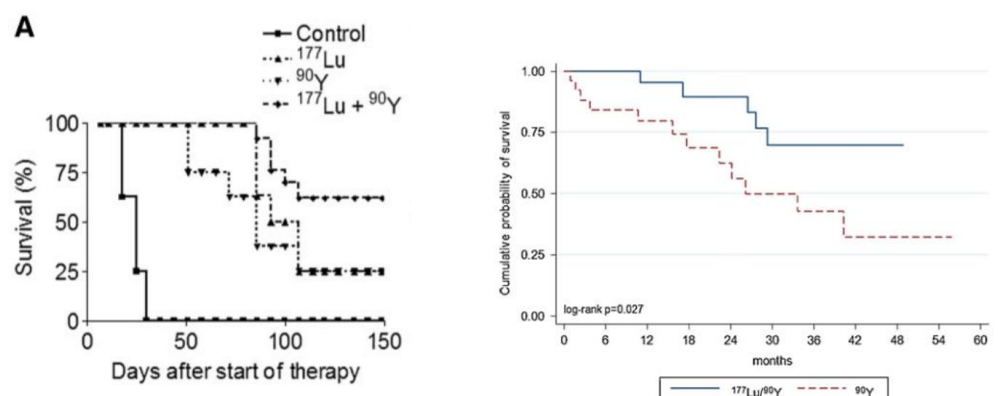 A
Control
¹⁷⁷Lu
⁹⁰Y
¹⁷⁷Lu + ⁹⁰Y
100
75
50
25
0
Survival (%)
0 50 100 150
Days after start of therapy
1.00
0.75
0.50
0.25
0.00
Cumulative probability of survival
log-rank p=0.027
0 6 12 18 24 30 36 42 48 54 60
months
¹⁷⁷Lu/⁹⁰Y ⁹⁰Y